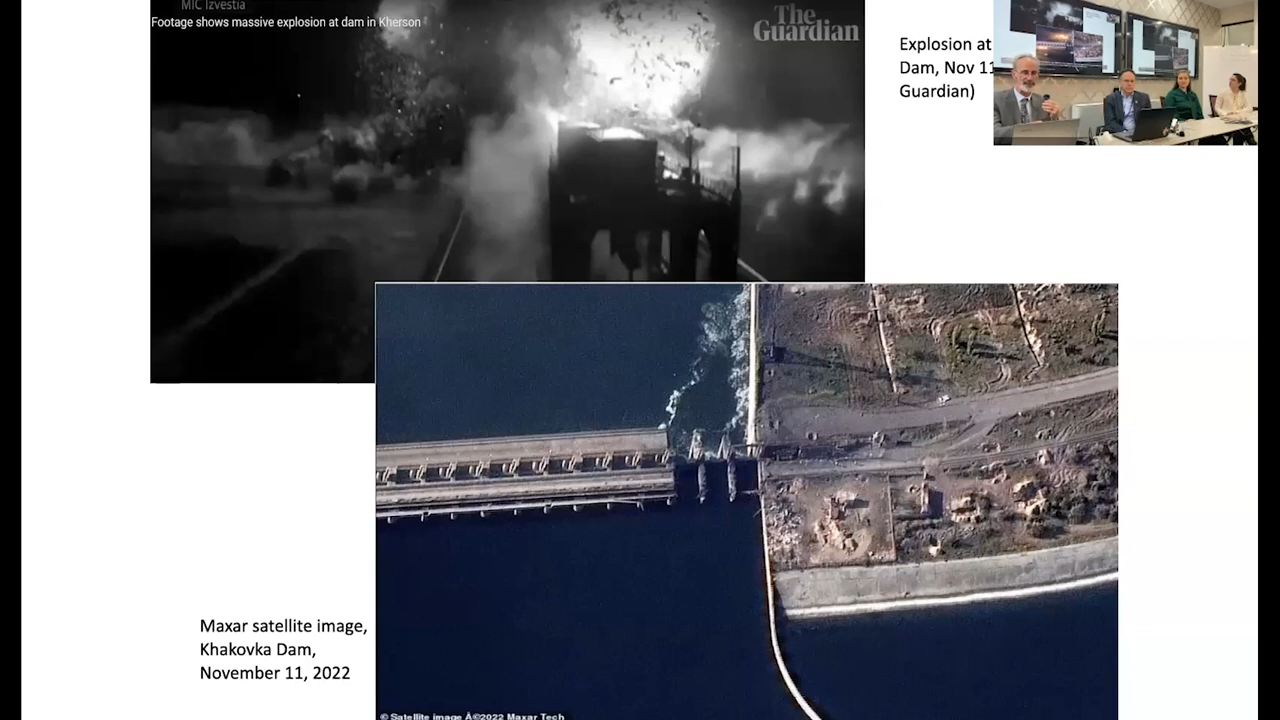 MIC Izvestia
Footage shows massive explosion at dam in Kherson
The
Guardian
Explosion at
Dam, Nov 11
Guardian)
Maxar satellite image,
Khakovka Dam,
November 11, 2022
© Satellite image Â©2022 Maxar Tech